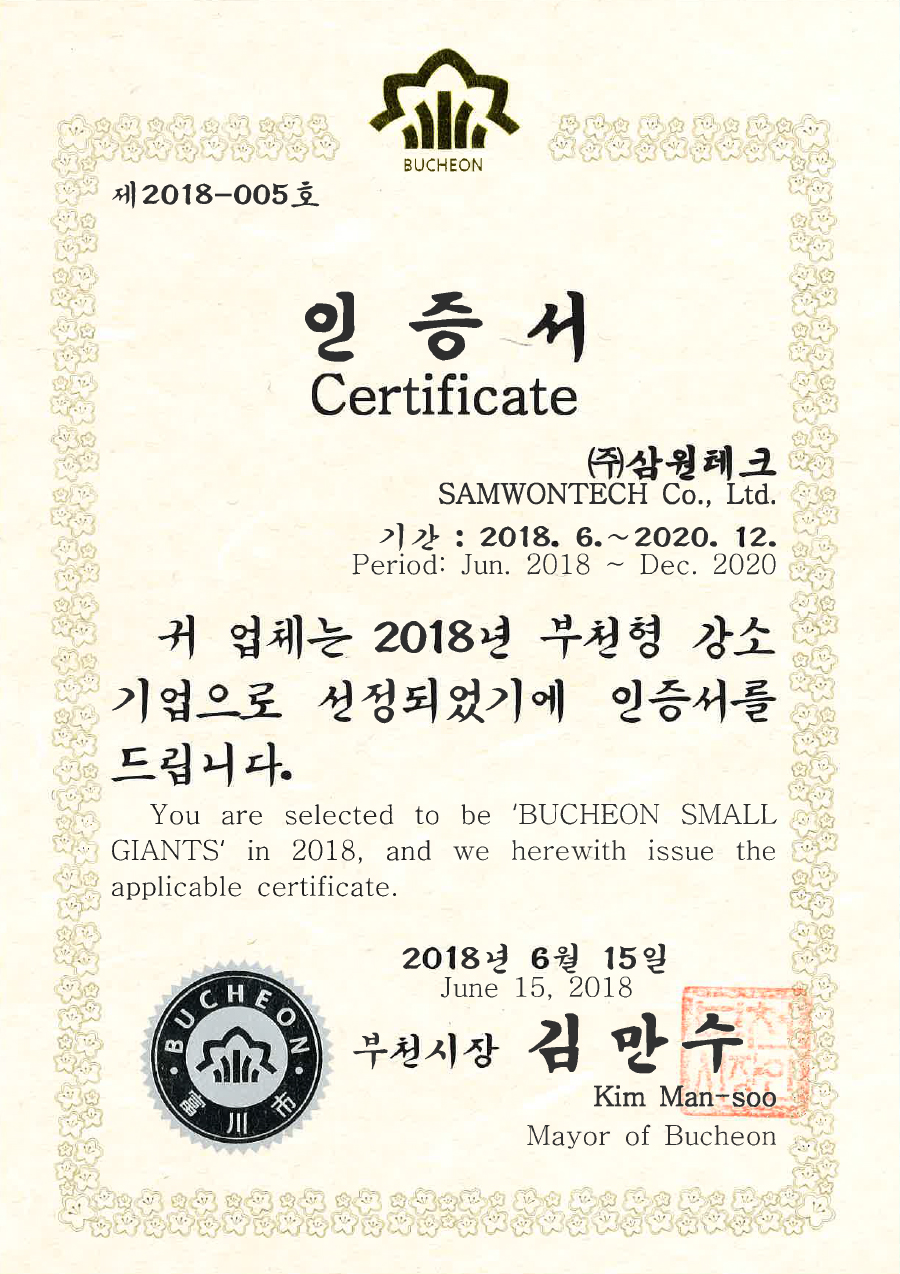 BUCHEON
제2018-005호
인 증 서
Certificate
㈜삼원테크
SAMWONTECH Co., Ltd.
기간 : 2018. 6.~2020. 12.
Period: Jun. 2018 ~ Dec. 2020
귀 업체는 2018년 부천형 강소
기업으로 선정되었기에 인증서를
드립니다.
You are selected to be 'BUCHEON SMALL
GIANTS' in 2018, and we herewith issue the
applicable certificate.
2018년 6월 15일
June 15, 2018
부천시장 김 만 수
Kim Man-soo
Mayor of Bucheon
BUCHEON
富川市